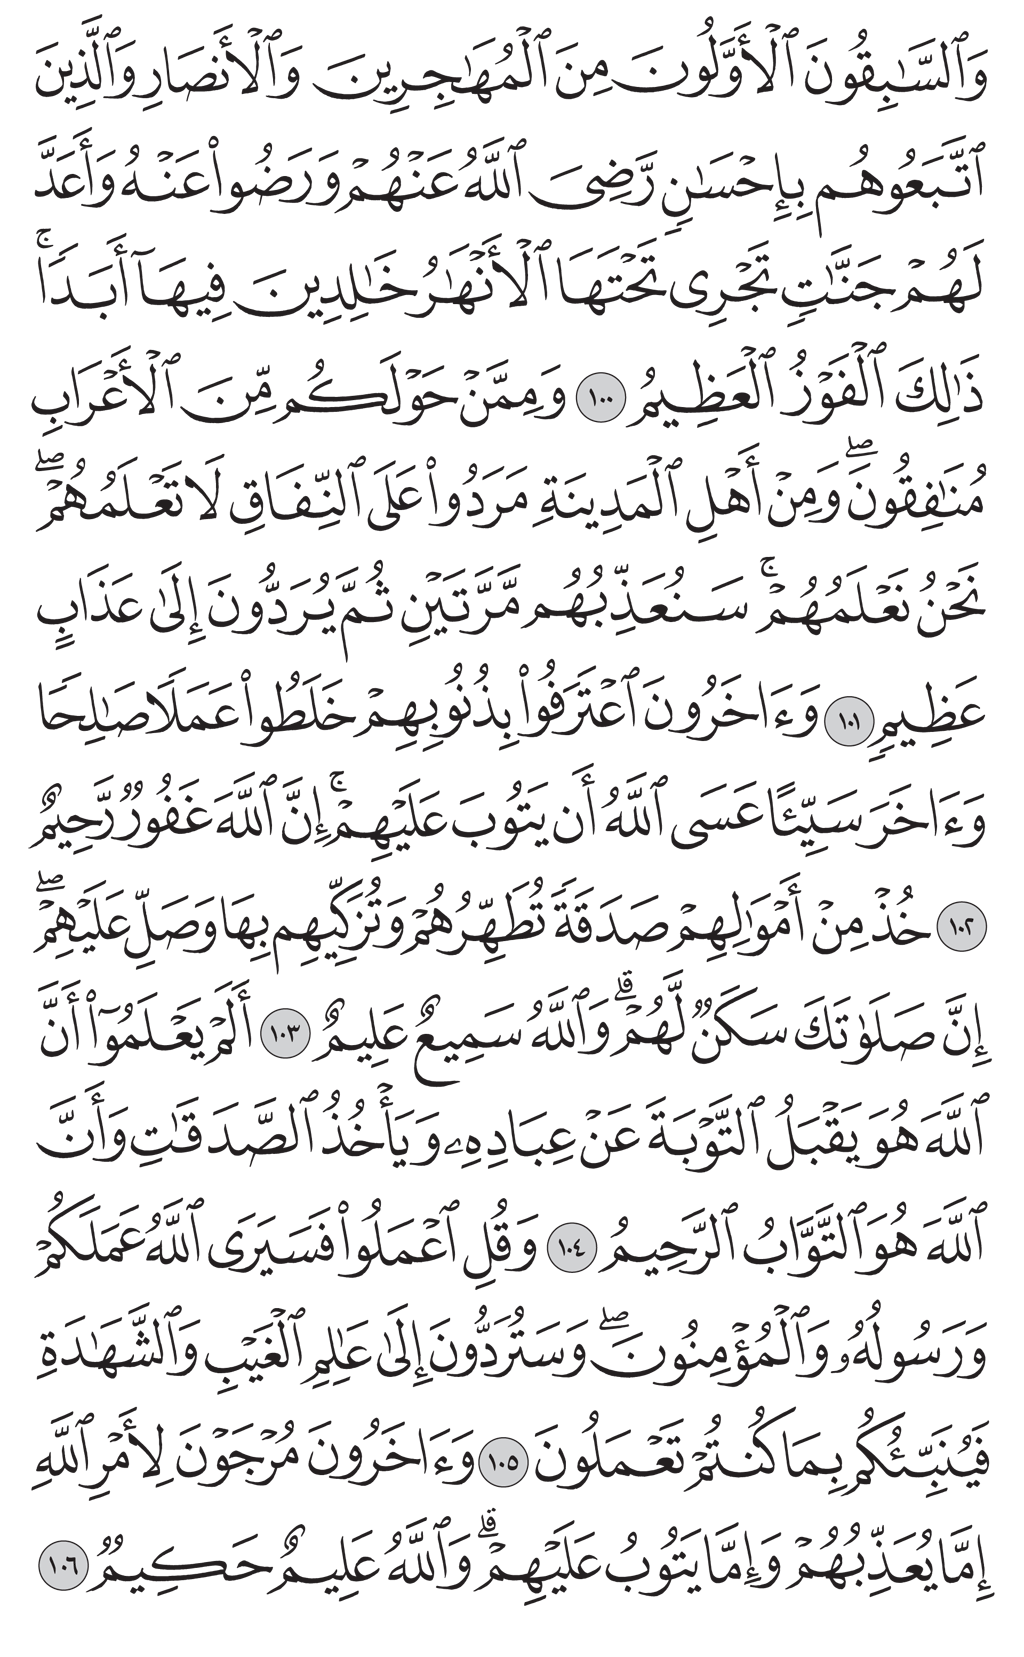 وَٱلسَّـٰبِقُونَ ٱلْأَوَّلُونَ مِنَ ٱلْمُهَـٰجِرِينَ وَٱلْأَنصَارِ وَٱلَّذِينَ
ٱتَّبَعُوهُم بِإِحْسَـٰنٍ رَّضِىَ ٱللَّهُ عَنْهُمْ وَرَضُوا۟ عَنْهُ وَأَعَدَّ
لَهُمْ جَنَّـٰتٍ تَجْرِى تَحْتَهَا ٱلْأَنْهَـٰرُ خَـٰلِدِينَ فِيهَآ أَبَدًا ۚ
ذَٰلِكَ ٱلْفَوْزُ ٱلْعَظِيمُ ١٠٠ وَمِمَّنْ حَوْلَكُم مِّنَ ٱلْأَعْرَابِ
مُنَـٰفِقُونَ ۖ وَمِنْ أَهْلِ ٱلْمَدِينَةِ مَرَدُوا۟ عَلَى ٱلنِّفَاقِ لَا تَعْلَمُهُمْ ۖ
نَحْنُ نَعْلَمُهُمْ ۚ سَنُعَذِّبُهُم مَّرَّتَيْنِ ثُمَّ يُرَدُّونَ إِلَىٰ عَذَابٍ
عَظِيمٍ ١٠١ وَءَاخَرُونَ ٱعْتَرَفُوا۟ بِذُنُوبِهِمْ خَلَطُوا۟ عَمَلًا صَـٰلِحًا
وَءَاخَرَ سَيِّئًا عَسَى ٱللَّهُ أَن يَتُوبَ عَلَيْهِمْ ۚ إِنَّ ٱللَّهَ غَفُورٌ رَّحِيمٌ
١٠٢ خُذْ مِنْ أَمْوَٰلِهِمْ صَدَقَةً تُطَهِّرُهُمْ وَتُزَكِّيهِم بِهَا وَصَلِّ عَلَيْهِمْ ۖ
إِنَّ صَلَوٰتَكَ سَكَنٌ لَّهُمْ ۗ وَٱللَّهُ سَمِيعٌ عَلِيمٌ ١٠٣ أَلَمْ يَعْلَمُوٓا۟ أَنَّ
ٱللَّهَ هُوَ يَقْبَلُ ٱلتَّوْبَةَ عَنْ عِبَادِهِۦ وَيَأْخُذُ ٱلصَّدَقَـٰتِ وَأَنَّ
ٱللَّهَ هُوَ ٱلتَّوَّابُ ٱلرَّحِيمُ ١٠٤ وَقُلِ ٱعْمَلُوا۟ فَسَيَرَى ٱللَّهُ عَمَلَكُمْ
وَرَسُولُهُۥ وَٱلْمُؤْمِنُونَ ۖ وَسَتُرَدُّونَ إِلَىٰ عَـٰلِمِ ٱلْغَيْبِ وَٱلشَّهَـٰدَةِ
فَيُنَبِّئُكُم بِمَا كُنتُمْ تَعْمَلُونَ ١٠٥ وَءَاخَرُونَ مُرْجَوْنَ لِأَمْرِ ٱللَّهِ
إِمَّا يُعَذِّبُهُمْ وَإِمَّا يَتُوبُ عَلَيْهِمْ ۗ وَٱللَّهُ عَلِيمٌ حَكِيمٌ ١٠٦